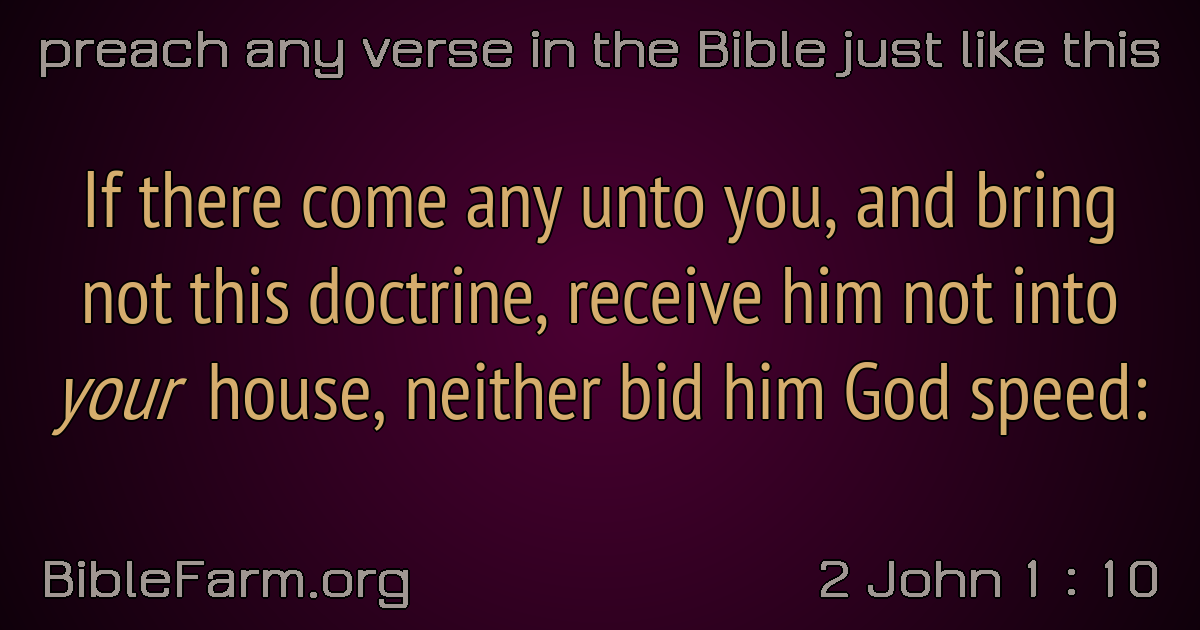 preach any verse in the Bible just like this
If there come any unto you, and bring
not this doctrine, receive him not into
your house, neither bid him God speed:
BibleFarm.org
2 John 1 : 10